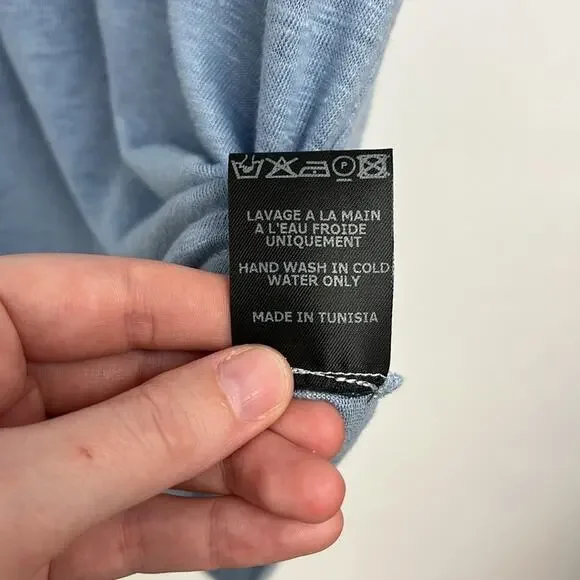 P
LAVAGE A LA MAIN
A L'EAU FROIDE
UNIQUEMENT
HAND WASH IN COLD
WATER ONLY
MADE IN TUNISIA